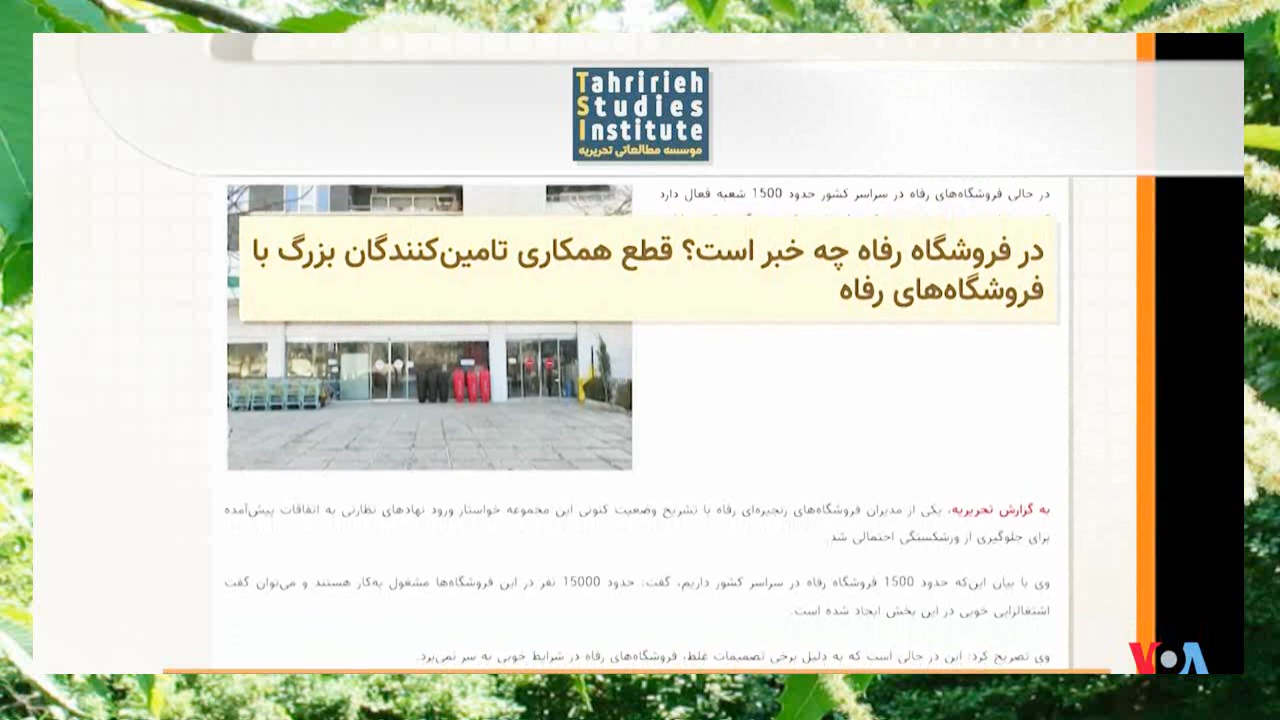 Tahririeh
Studies
Institute
موسسه مطالعاتی تحریریه
در حالی فروشگاه‌های رفاه در سراسر کشور حدود 1500 شعبه فعال دارد
در فروشگاه رفاه چه خبر است؟ قطع همکاری تامین‌کنندگان بزرگ با
فروشگاه‌های رفاه
به گزارش تحریریه، یکی از مدیران فروشگاه‌های زنجیره‌ای رفاه با تشریح وضعیت کنونی این مجموعه خواستار ورود نهادهای نظارتی به اتفاقات پیش‌آمده
برای جلوگیری از ورشکستگی احتمالی شد.
وی با بیان این‌که حدود 1500 فروشگاه رفاه در سراسر کشور داریم، گفت: حدود 15000 نفر در این فروشگاه‌ها مشغول به‌کار هستند و می‌توان گفت
اشتغالزایی خوبی در این بخش ایجاد شده است.
وی تصریح کرد: این در حالی است که به دلیل برخی تصمیمات غلط، فروشگاه‌های رفاه در شرایط خوبی به سر نمی‌برد.
VOA